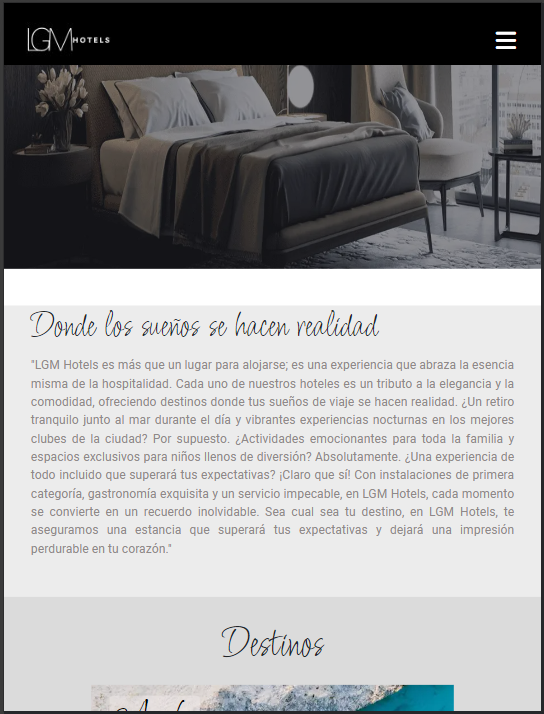 LGM HOTELS
Donde los sueños se hacen realidad
"LGM Hotels es más que un lugar para alojarse; es una experiencia que abraza la esencia
misma de la hospitalidad. Cada uno de nuestros hoteles es un tributo a la elegancia y la
comodidad, ofreciendo destinos donde tus sueños de viaje se hacen realidad. ¿Un retiro
tranquilo junto al mar durante el día y vibrantes experiencias nocturnas en los mejores
clubes de la ciudad? Por supuesto. ¿Actividades emocionantes para toda la familia y
espacios exclusivos para niños llenos de diversión? Absolutamente. ¿Una experiencia de
todo incluido que superará tus expectativas? ¡Claro que sí! Con instalaciones de primera
categoría, gastronomía exquisita y un servicio impecable, en LGM Hotels, cada momento
se convierte en un recuerdo inolvidable. Sea cual sea tu destino, en LGM Hotels, te
aseguramos una estancia que superará tus expectativas y dejará una impresión
perdurable en tu corazón."
Destinos